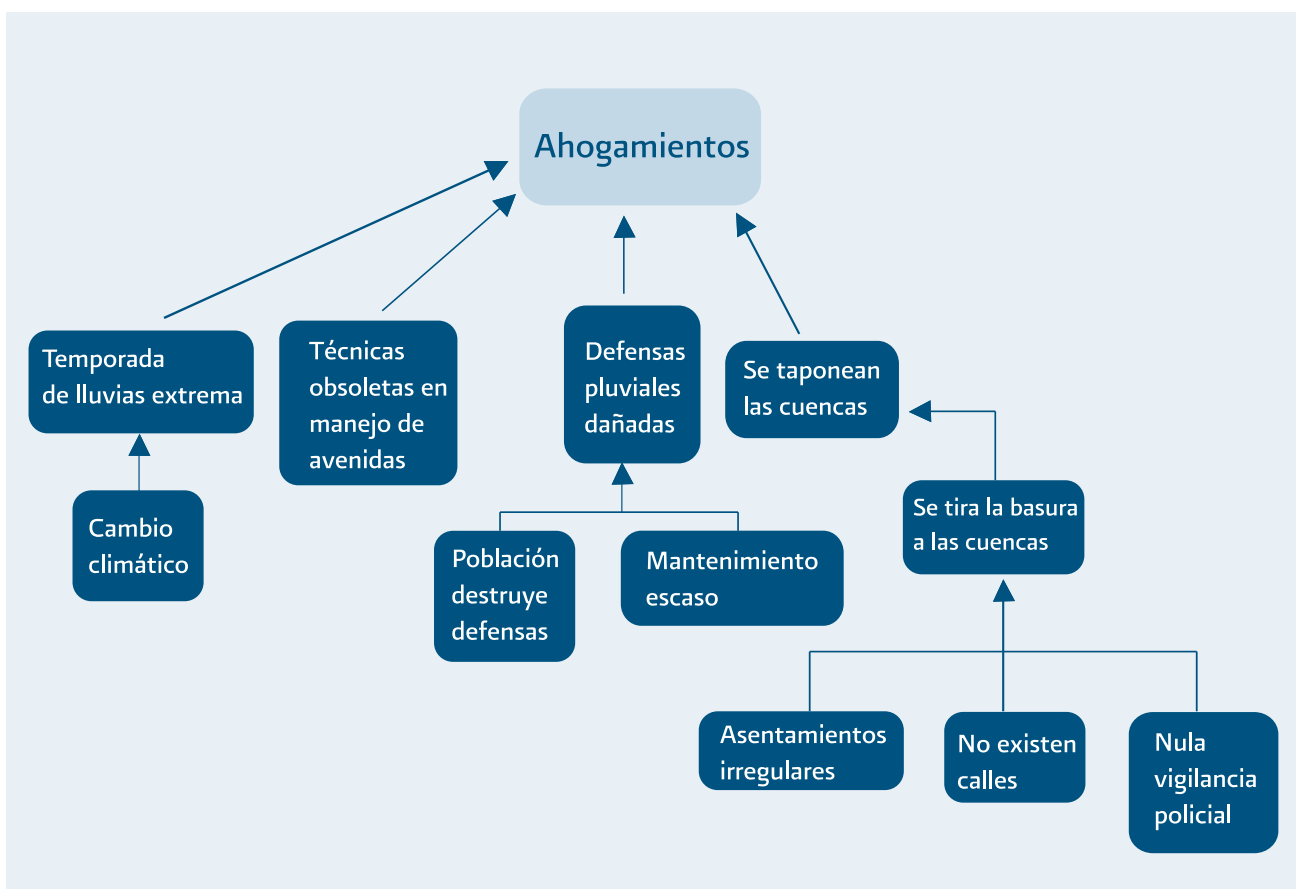 Ahogamientos
Temporada
de lluvias extrema
Técnicas
obsoletas en
manejo de
avenidas
Defensas
pluviales
dañadas
Se taponean
las cuencas
Cambio
climático
Población
destruye
defensas
Mantenimiento
escaso
Se tira la basura
a las cuencas
Asentamientos
irregulares
No existen
calles
Nula
vigilancia
policial